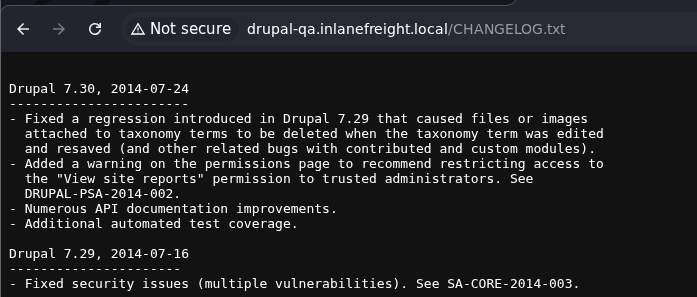 Not secure drupal-qa.inlanefreight.local/CHANGELOG.txt
Drupal 7.30, 2014-07-24
-----------------------
- Fixed a regression introduced in Drupal 7.29 that caused files or images
  attached to taxonomy terms to be deleted when the taxonomy term was edited
  and resaved (and other related bugs with contributed and custom modules).
- Added a warning on the permissions page to recommend restricting access to
  the "View site reports" permission to trusted administrators. See
  DRUPAL-PSA-2014-002.
- Numerous API documentation improvements.
- Additional automated test coverage.
Drupal 7.29, 2014-07-16
----------------------
- Fixed security issues (multiple vulnerabilities). See SA-CORE-2014-003.